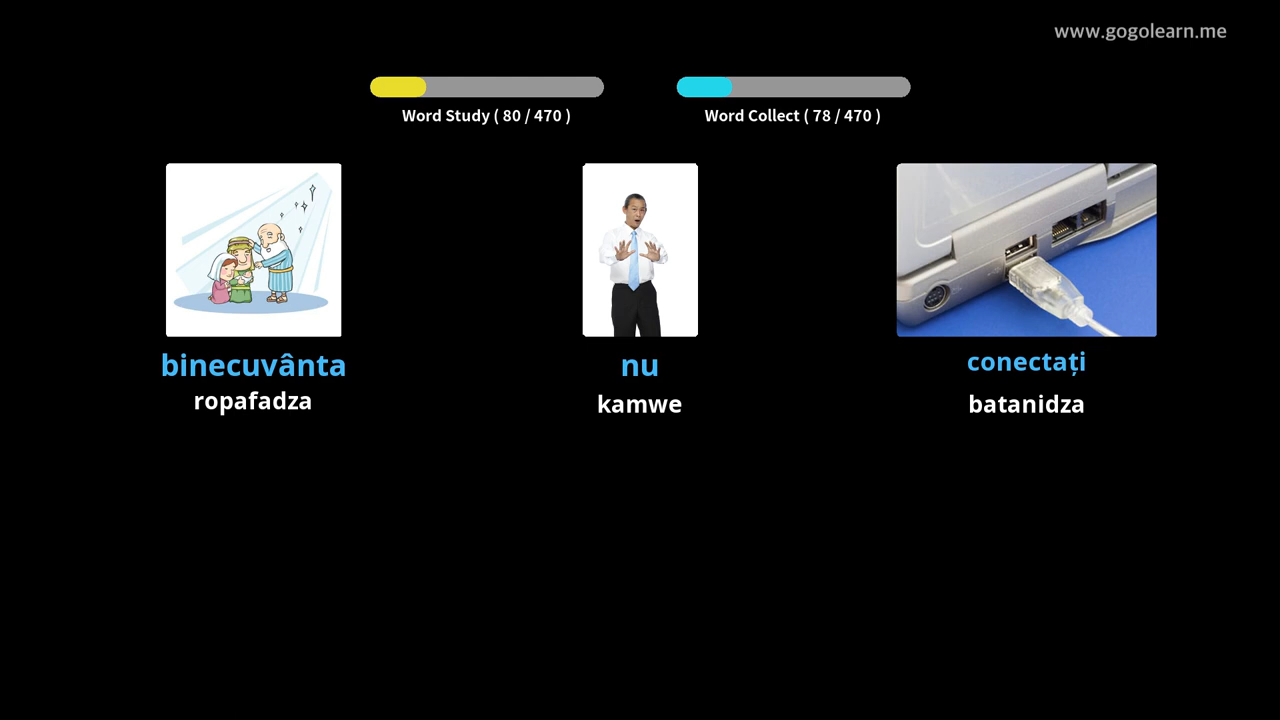 www.gogolearn.me
Word Study ( 80 / 470 )
Word Collect ( 78 / 470 )
binecuvânta
ropafadza
nu
kamwe
conectați
batanidza